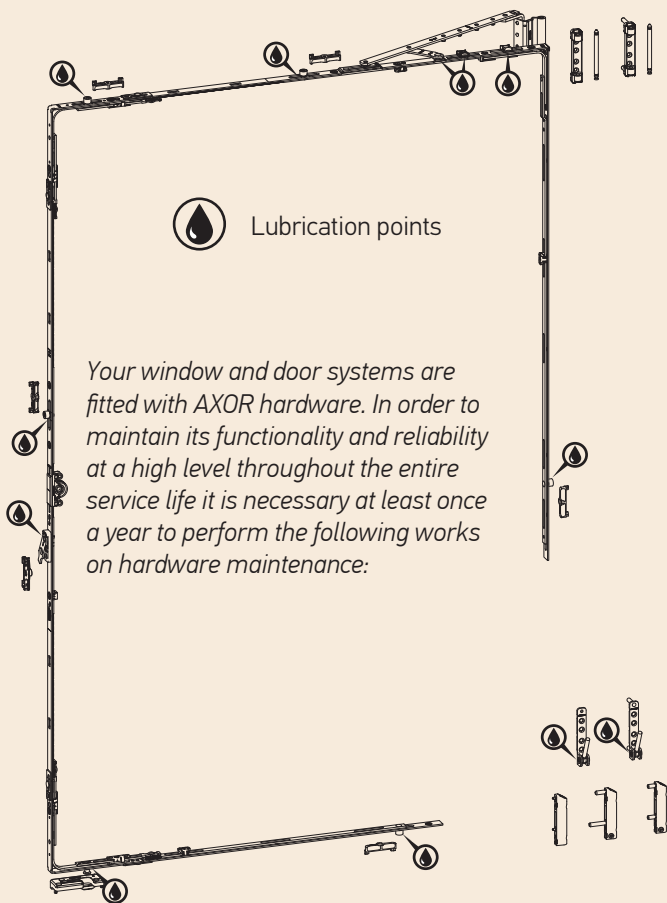 Lubrication points
Your window and door systems are
fitted with AXOR hardware. In order to
maintain its functionality and reliability
at a high level throughout the entire
service life it is necessary at least once
a year to perform the following works
on hardware maintenance: